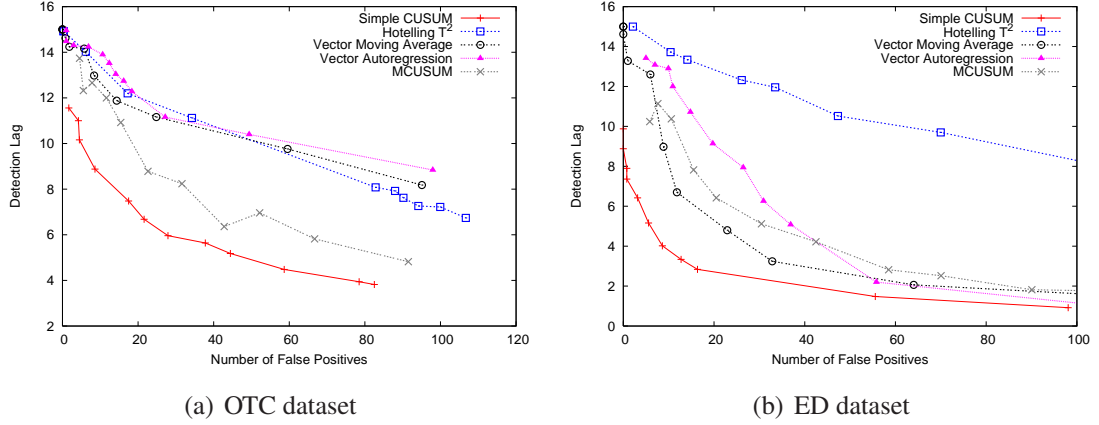 16
14
12
10
8
6
4
2
0
20
40
60
80
100
120
Detection Lag
Number of False Positives
Simple CUSUM
Hotelling T²
Vector Moving Average
Vector Autoregression
MCUSUM
(a) OTC dataset
16
14
12
10
8
6
4
2
0
0
20
40
60
80
100
Detection Lag
Number of False Positives
Simple CUSUM
Hotelling T²
Vector Moving Average
Vector Autoregression
MCUSUM
(b) ED dataset